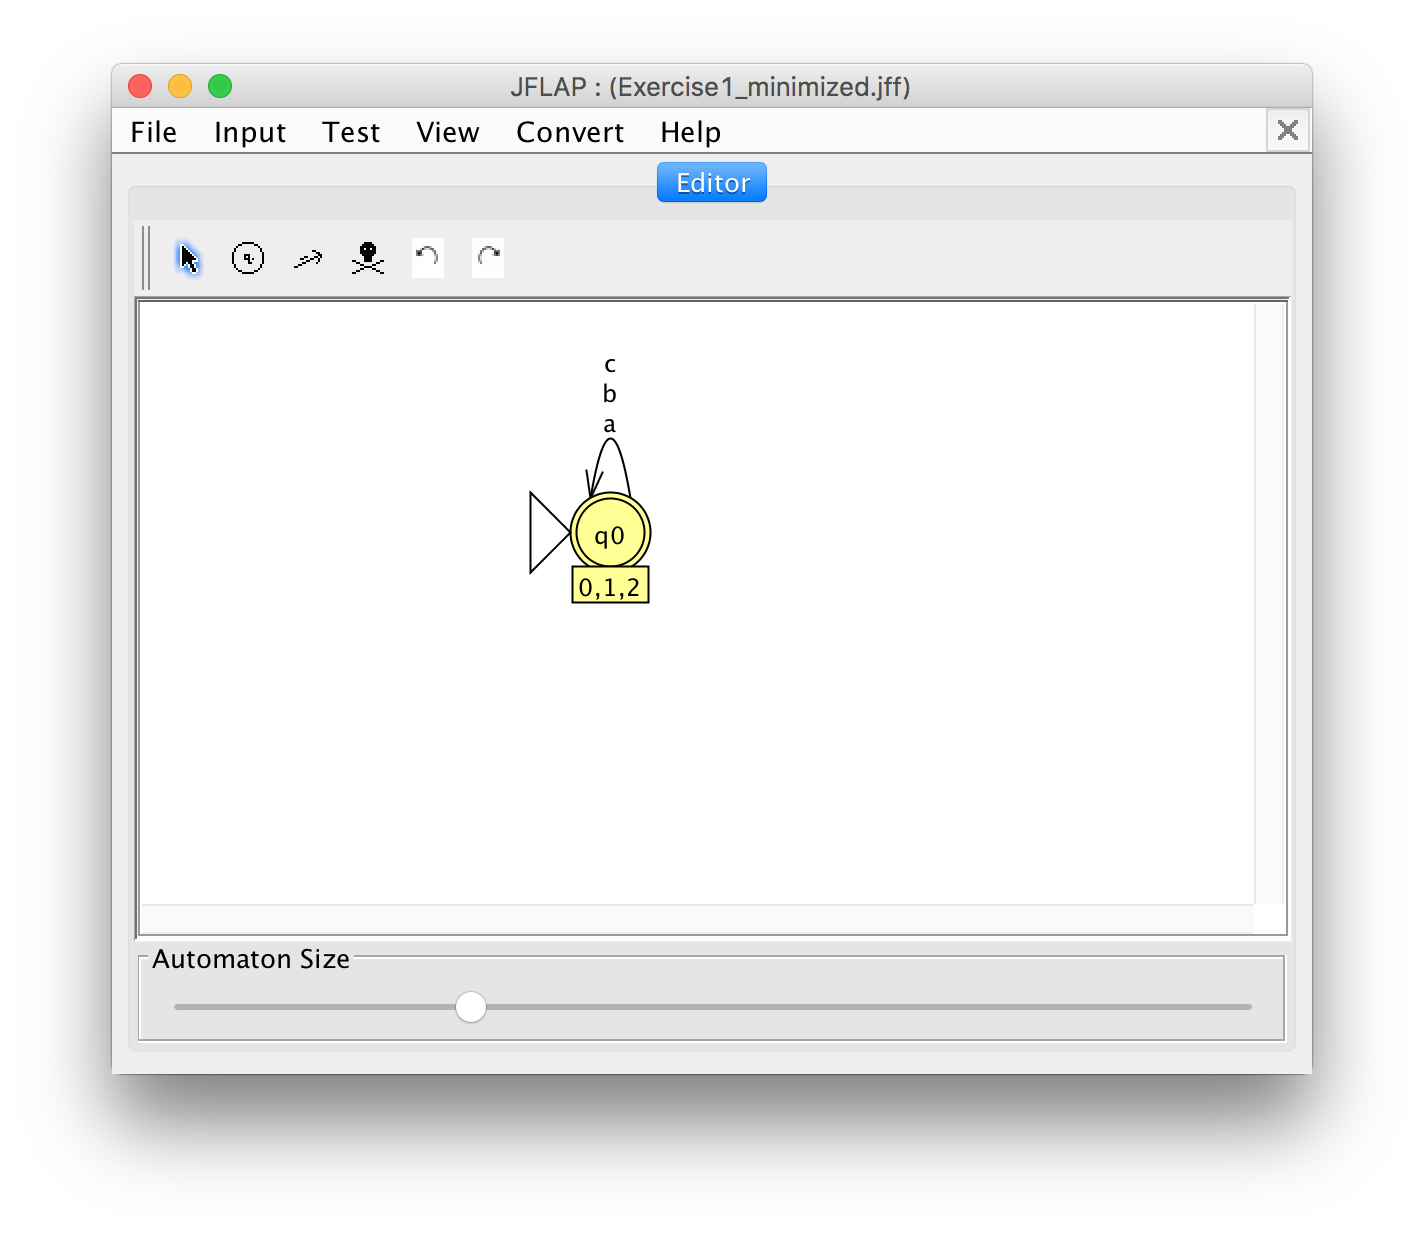 JFLAP : (Exercise1_minimized.jff)
File Input Test View Convert Help
Editor
q
c
b
a
q0
0,1,2
Automaton Size